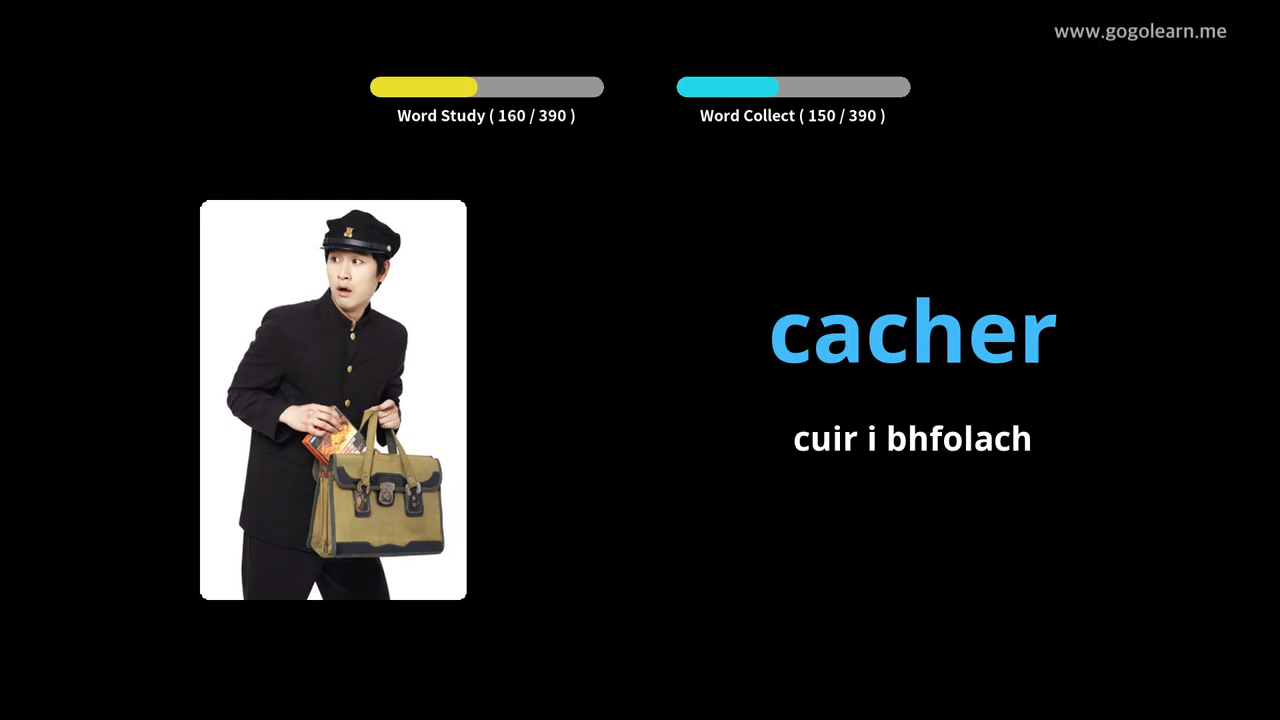 www.gogolearn.me
Word Study ( 160 / 390 )
Word Collect ( 150 / 390 )
cacher
cuir i bhfolach